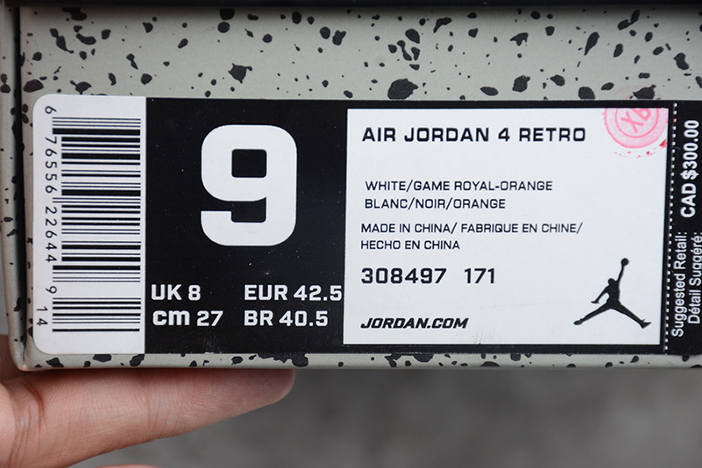 6 76556 22644 9 14
9
UK 8 EUR 42.5
cm 27 BR 40.5
AIR JORDAN 4 RETRO
WHITE/GAME ROYAL-ORANGE
BLANC/NOIR/ORANGE
MADE IN CHINA/ FABRIQUE EN CHINE/
HECHO EN CHINA
308497 171
JORDAN.COM
XP
Suggested Retail:
Détail Suggéré:
CAD $300.00